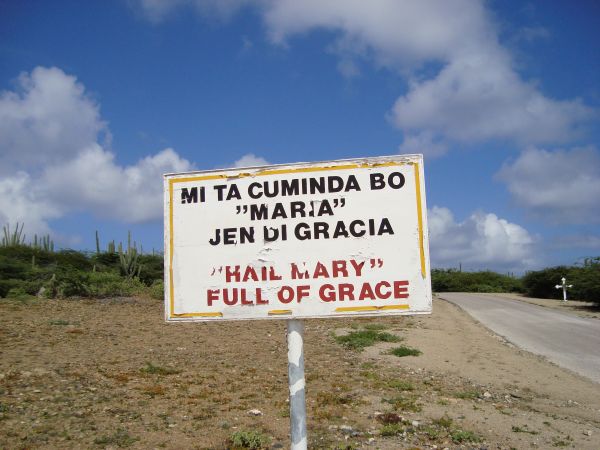 MI TA CUMINDA BO
"MARIA"
JEN DI GRACIA
"HAIL MARY"
FULL OF GRACE